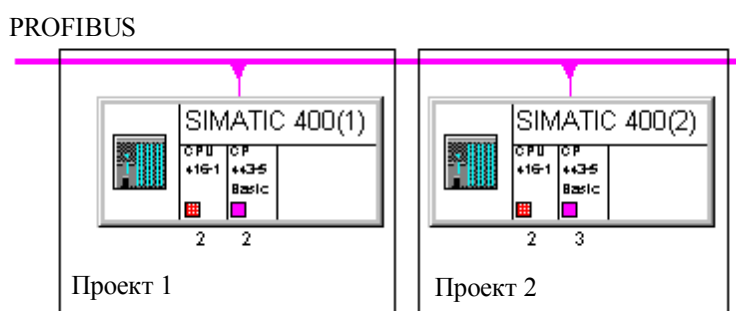 PROFIBUS
SIMATIC 400(1)
CPU 416-1
CP 443-5 Basic
2 2
Проект 1
SIMATIC 400(2)
CPU 416-1
CP 443-5 Basic
2 3
Проект 2